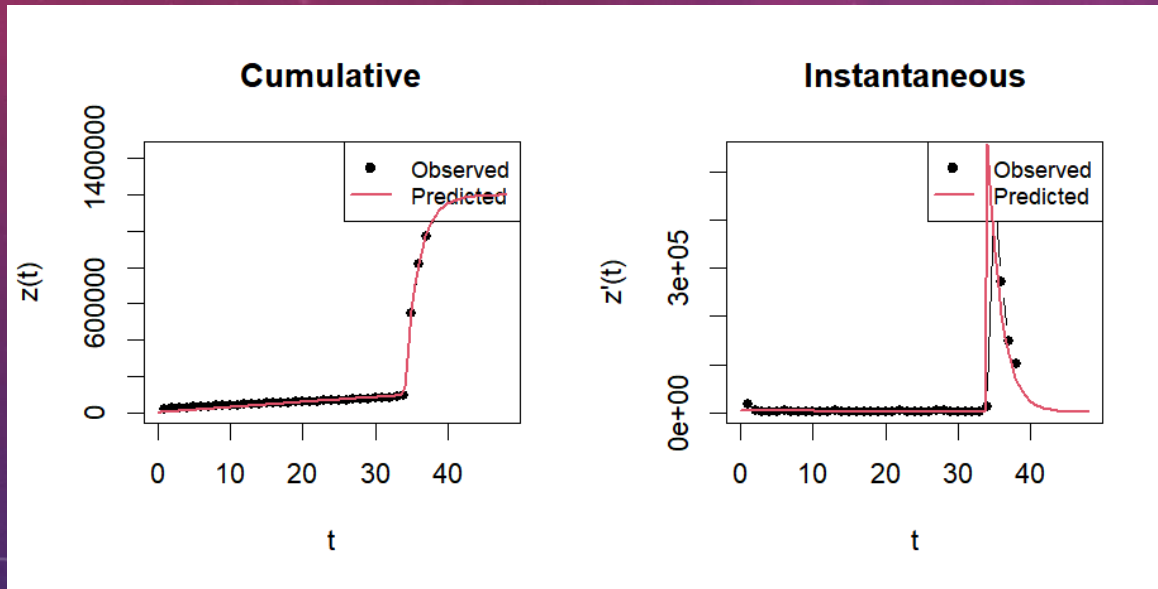 Cumulative
z(t)
0
600000
1400000
Observed
Predicted
0 10 20 30 40
t
Instantaneous
z'(t)
0e+00
3e+05
Observed
Predicted
0 10 20 30 40
t